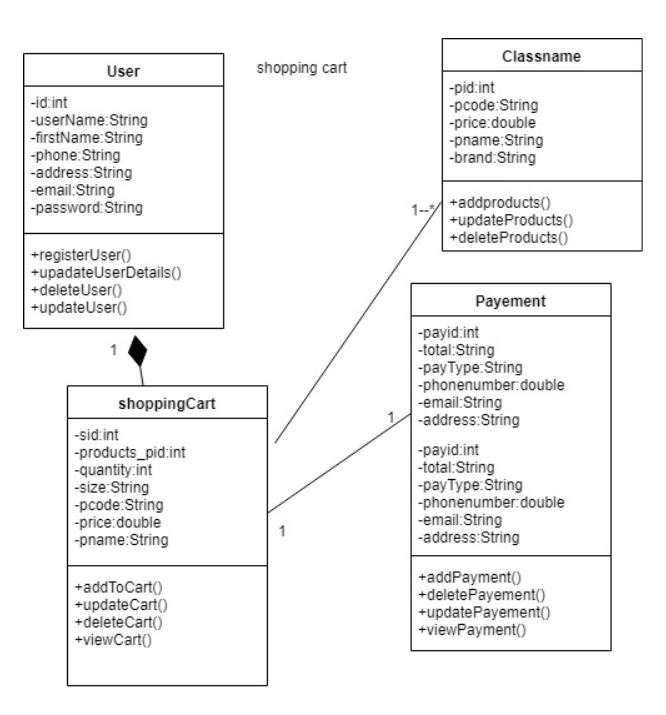 User
-id:int
-userName:String
-firstName:String
-phone:String
-address:String
-email:String
-password:String
+registerUser()
+upadateUserDetails()
+deleteUser()
+updateUser()
shopping cart
Classname
-pid:int
-pcode:String
-price:double
-pname:String
-brand:String
+addproducts()
+updateProducts()
+deleteProducts()
1--*
1
shoppingCart
-sid:int
-products_pid:int
-quantity:int
-size:String
-pcode:String
-price:double
-pname:String
+addToCart()
+updateCart()
+deleteCart()
+viewCart()
1
1
Payement
-payid:int
-total:String
-payType:String
-phonenumber:double
-email:String
-address:String
-payid:int
-total:String
-payType:String
-phonenumber:double
-email:String
-address:String
+addPayment()
+deletePayement()
+updatePayement()
+viewPayment()